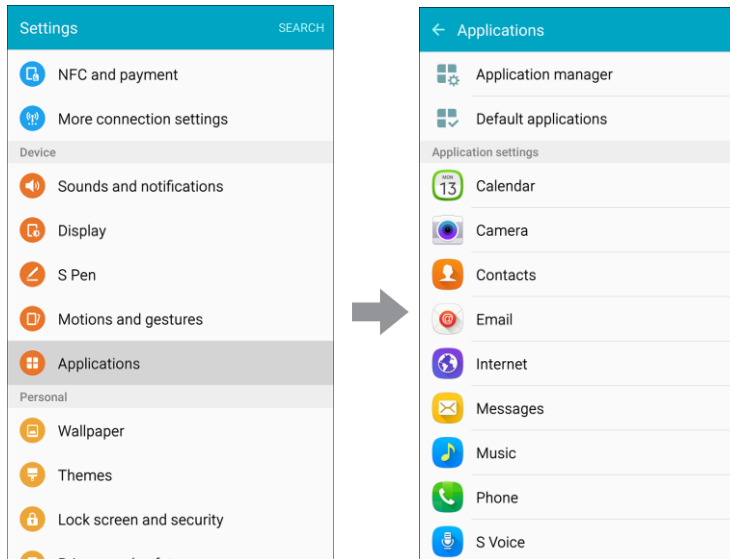 Settings
SEARCH
NFC and payment
More connection settings
Device
Sounds and notifications
Display
S Pen
Motions and gestures
Applications
Personal
Wallpaper
Themes
Lock screen and security
Applications
Application manager
Default applications
Application settings
MON
13
Calendar
Camera
Contacts
Email
Internet
Messages
Music
Phone
S Voice